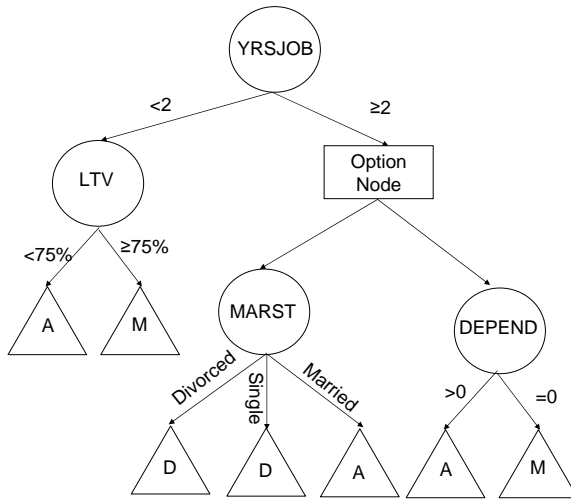 YRSJOB
<2
≥2
LTV
Option
Node
<75%
≥75%
A
M
MARST
DEPEND
Divorced
Single
Married
>0
=0
D
D
A
A
M